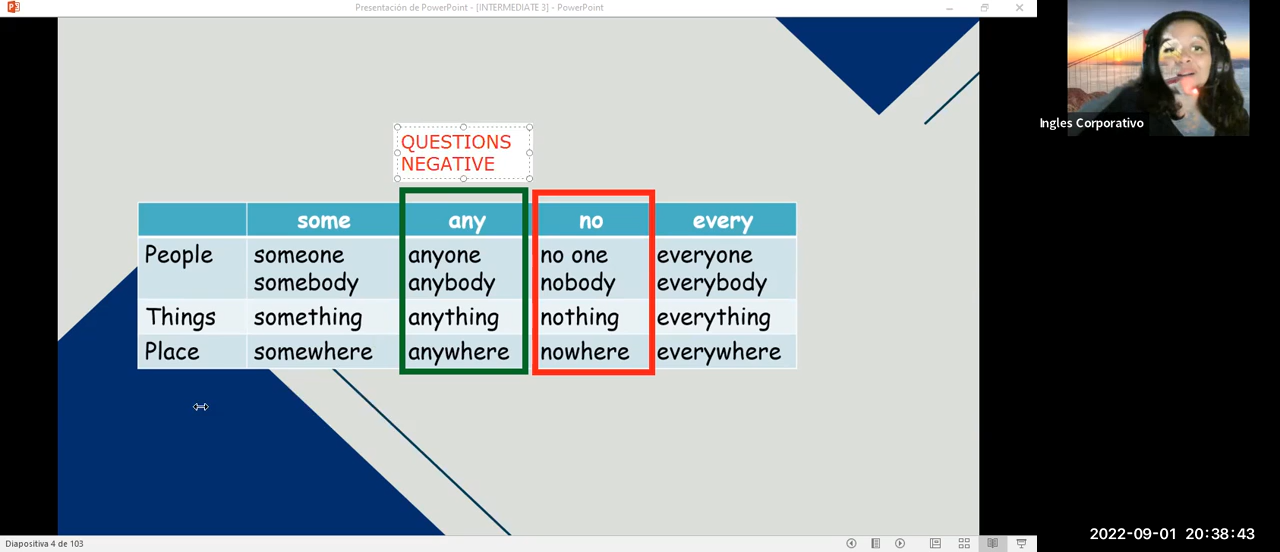 Presentación de PowerPoint - [INTERMEDIATE 3] - PowerPoint
Ingles Corporativo
QUESTIONS
NEGATIVE
some any no every
People someone anyone no one everyone
somebody anybody nobody everybody
Things something anything nothing everything
Place somewhere anywhere nowhere everywhere
2022-09-01 20:38:43
Diapositiva 4 de 103